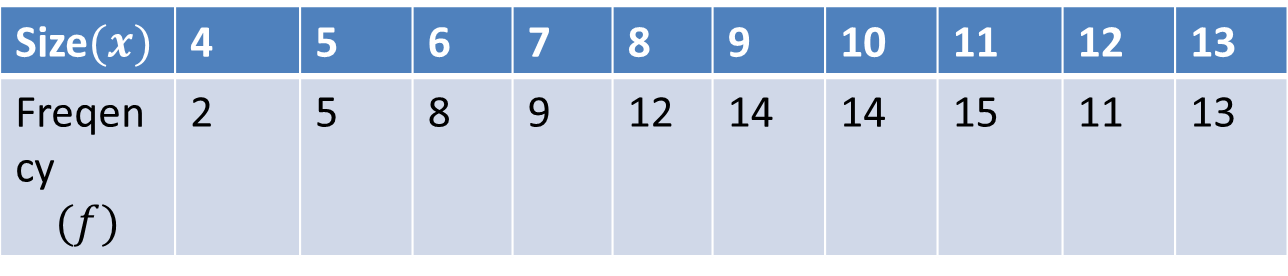 Size(x) 4 5 6 7 8 9 10 11 12 13
Freqen 2 5 8 9 12 14 14 15 11 13
cy
(f)